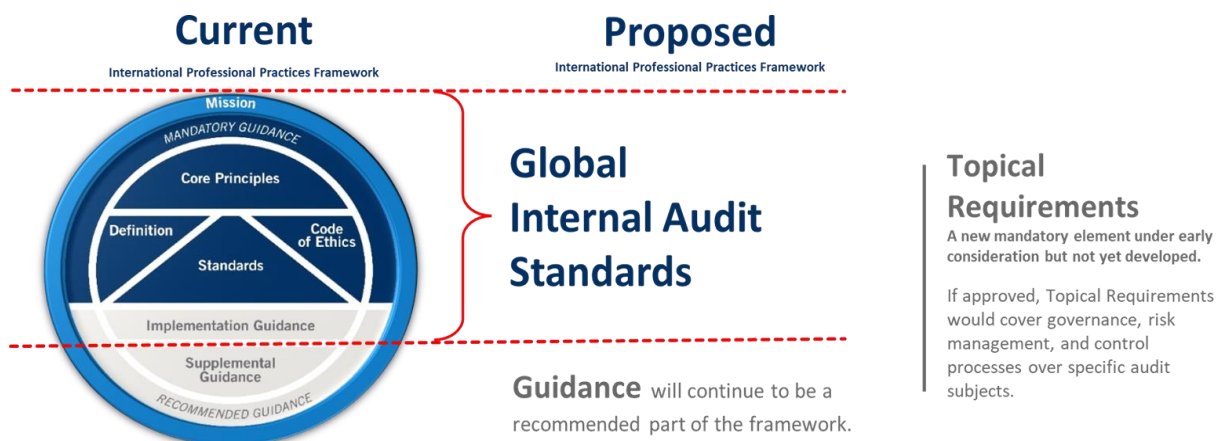 Current
International Professional Practices Framework
Proposed
International Professional Practices Framework
Mission
MANDATORY GUIDANCE
Core Principles
Definition
Code
of Ethics
Standards
Implementation Guidance
Supplemental
Guidance
RECOMMENDED GUIDANCE
Global
Internal Audit
Standards
Guidance will continue to be a
recommended part of the framework.
Topical
Requirements
A new mandatory element under early
consideration but not yet developed.
If approved, Topical Requirements
would cover governance, risk
management, and control
processes over specific audit
subjects.